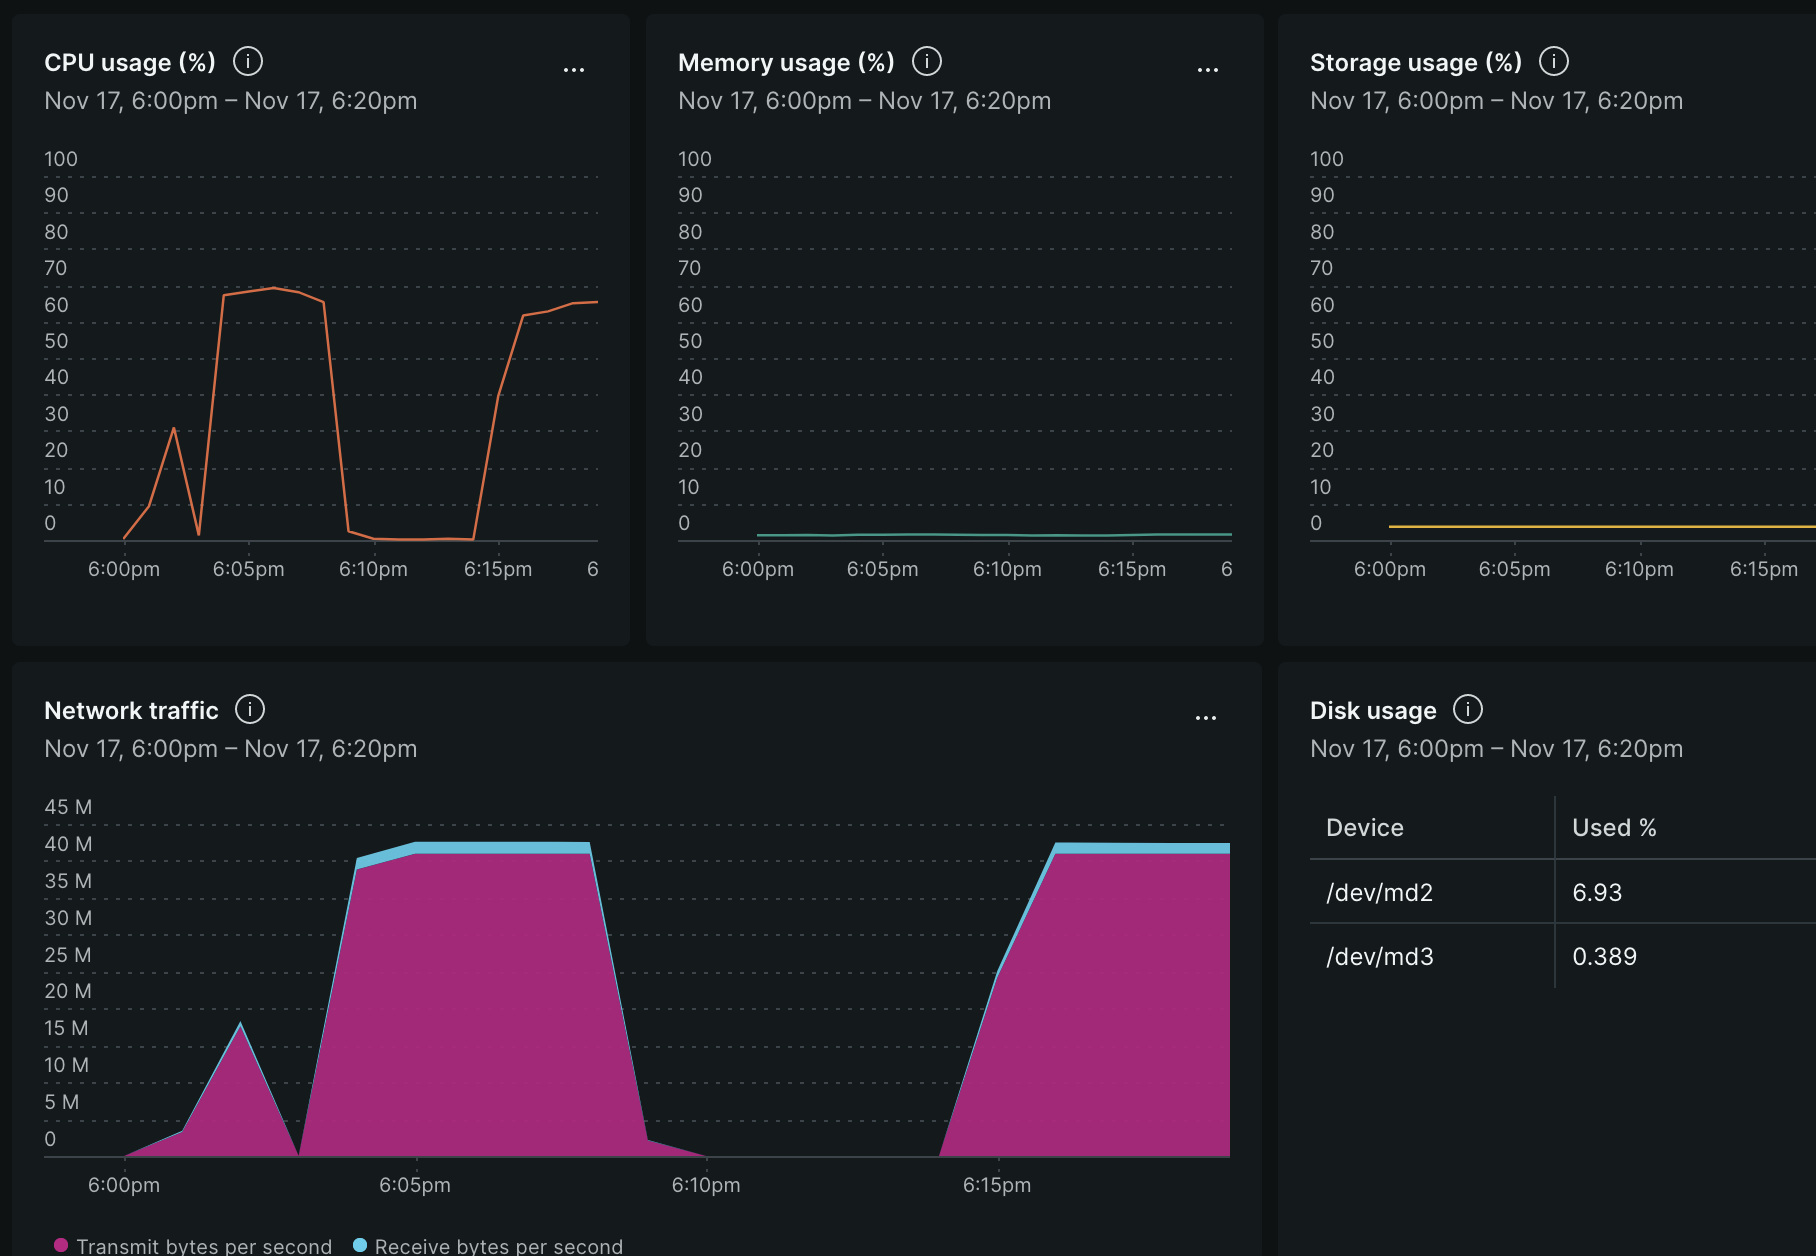 CPU usage (%)
Nov 17, 6:00pm – Nov 17, 6:20pm
100
90
80
70
60
50
40
30
20
10
0
6:00pm 6:05pm 6:10pm 6:15pm 6
Memory usage (%)
Nov 17, 6:00pm – Nov 17, 6:20pm
100
90
80
70
60
50
40
30
20
10
0
6:00pm 6:05pm 6:10pm 6:15pm 6
Storage usage (%)
Nov 17, 6:00pm – Nov 17, 6:20pm
100
90
80
70
60
50
40
30
20
10
0
6:00pm 6:05pm 6:10pm 6:15pm
Network traffic
Nov 17, 6:00pm – Nov 17, 6:20pm
45 M
40 M
35 M
30 M
25 M
20 M
15 M
10 M
5 M
0
6:00pm 6:05pm 6:10pm 6:15pm
Transmit bytes per second Receive bytes per second
Disk usage
Nov 17, 6:00pm – Nov 17, 6:20pm
Device Used %
/dev/md2 6.93
/dev/md3 0.389